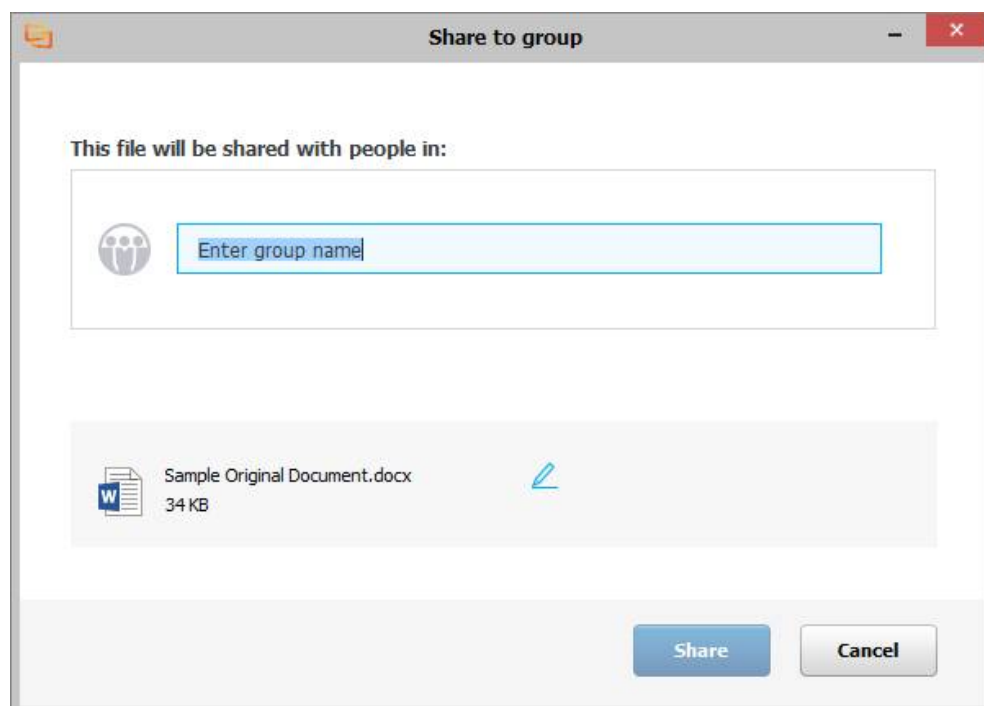 Share to group
This file will be shared with people in:
Enter group name
W
Sample Original Document.docx
34 KB
Share
Cancel